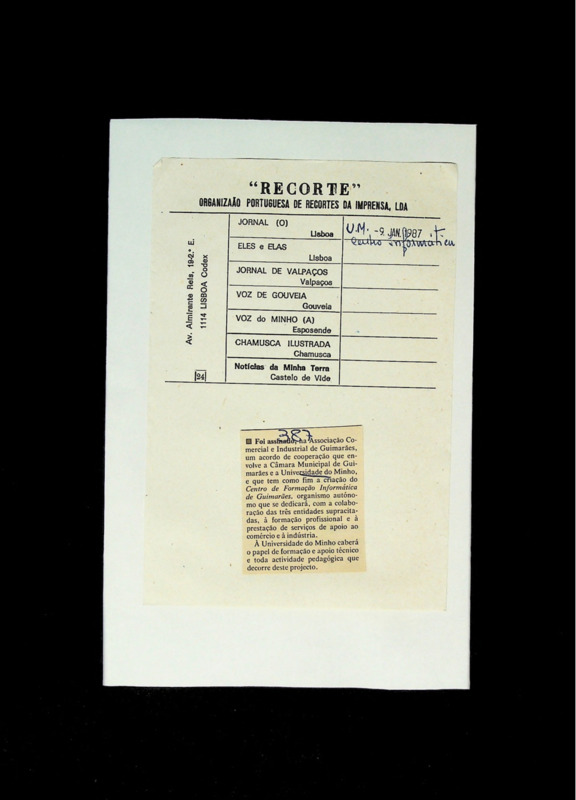 "RECORTE"
ORGANIZAÃO PORTUGUESA DE RECORTES DA IMPRENSA, LDA
Av. Almirante Reis, 19-2.º E.
1114 LISBOA Codex
24
JORNAL (O)
Lisboa
U.M. -9. JAN. 1987
Centro informática
ELES e ELAS
Lisboa
JORNAL DE VALPAÇOS
Valpaços
VOZ DE GOUVEIA
Gouveia
VOZ do MINHO (A)
Esposende
CHAMUSCA ILUSTRADA
Chamusca
Notícias da Minha Terra
Castelo de Vide
387
Foi assinado, na Associação Co-
mercial e Industrial de Guimarães,
um acordo de cooperação que en-
volve a Câmara Municipal de Gui-
marães e a Universidade do Minho,
e que tem como fim a criação do
Centro de Formação Informática
de Guimarães, organismo autóno-
mo que se dedicará, com a colabo-
ração das três entidades supracita-
das, à formação profissional e à
prestação de serviços de apoio ao
comércio e à indústria.
À Universidade do Minho caberá
o papel de formação e apoio técnico
e toda actividade pedagógica que
decorre deste projecto.